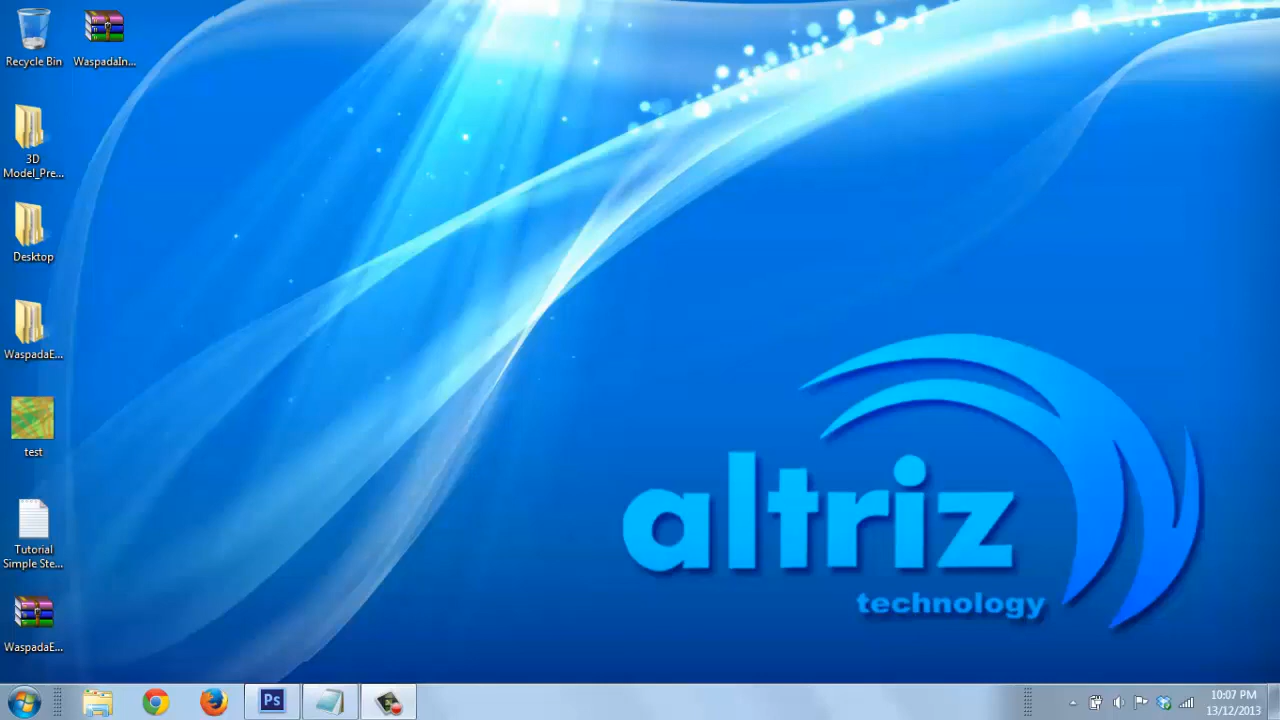 Recycle Bin
WaspadaIn...
3D
Model_Pre...
Desktop
WaspadaE...
test
Tutorial
Simple Ste...
WaspadaE...
altriz
technology
Ps
10:07 PM
13/12/2013